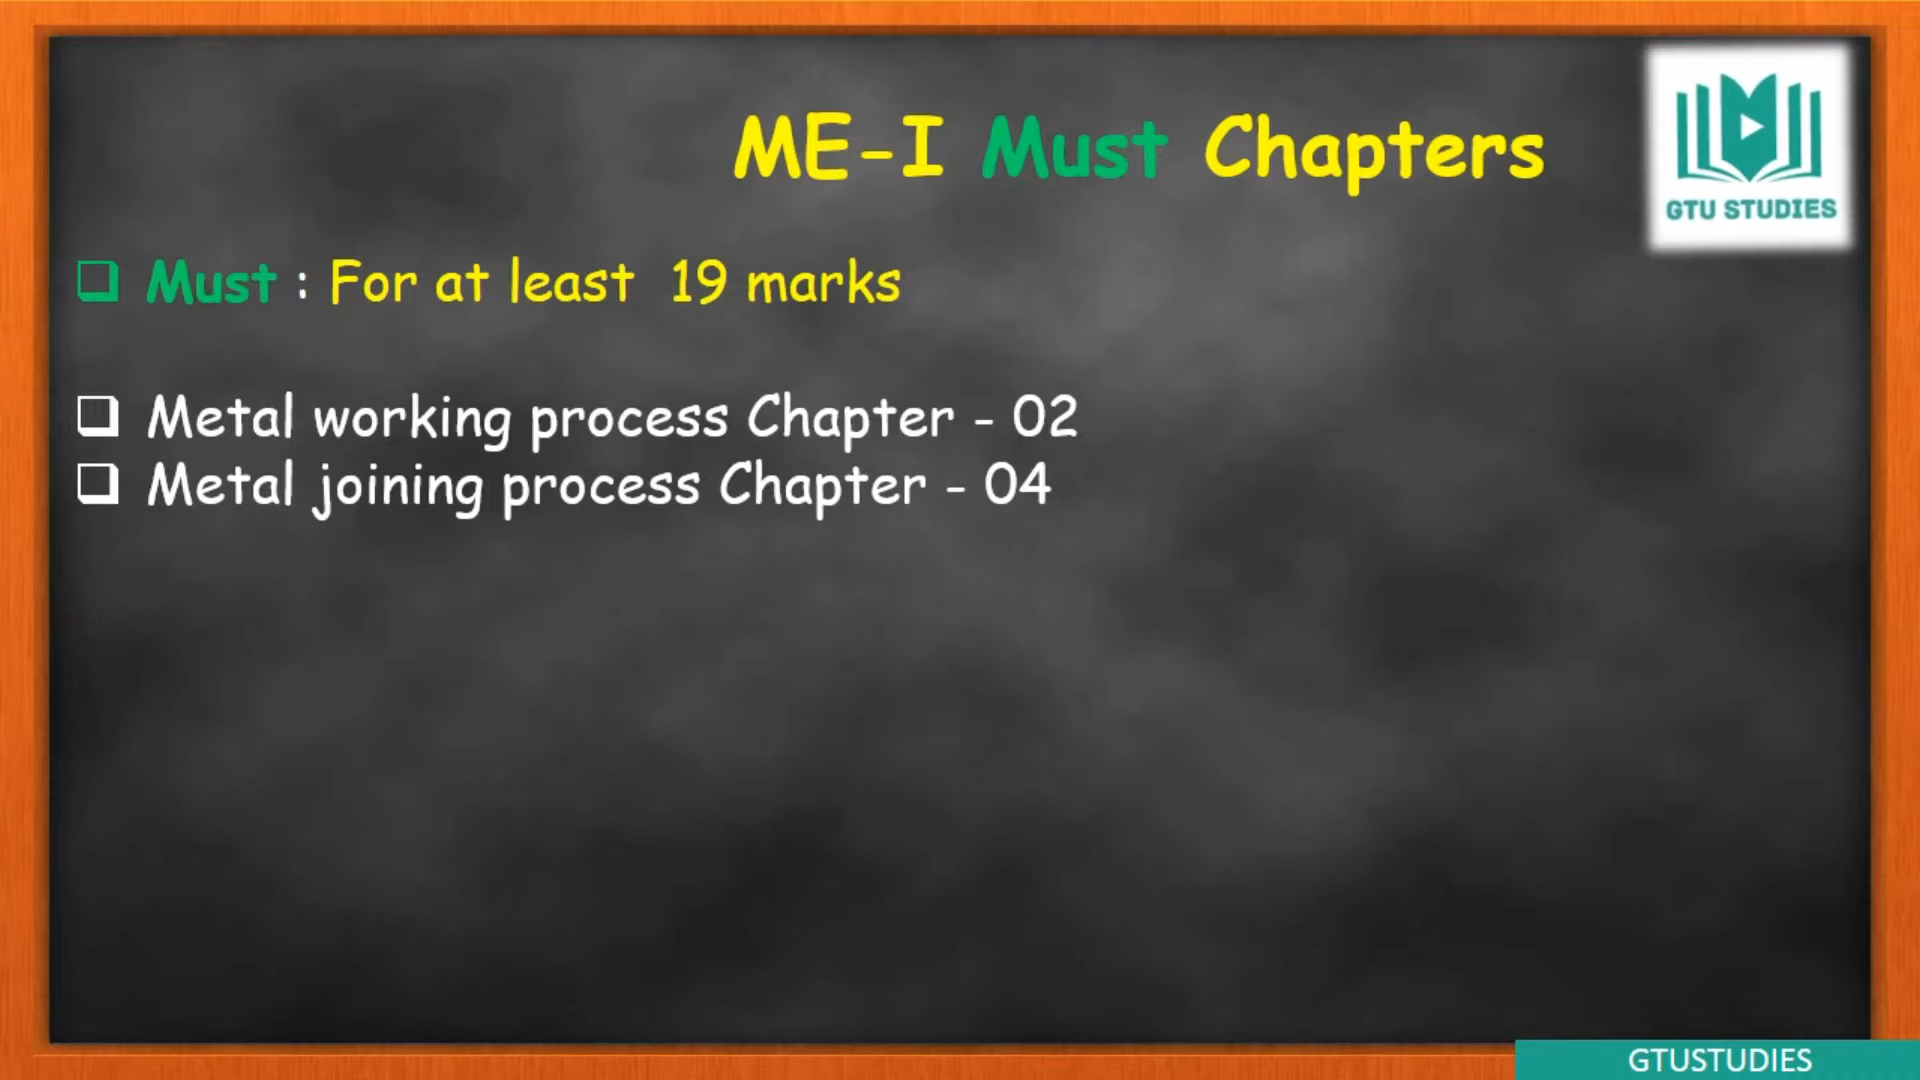 ME-I Must Chapters
GTU STUDIES
Must : For at least 19 marks
Metal working process Chapter - 02
Metal joining process Chapter - 04
GTUSTUDIES